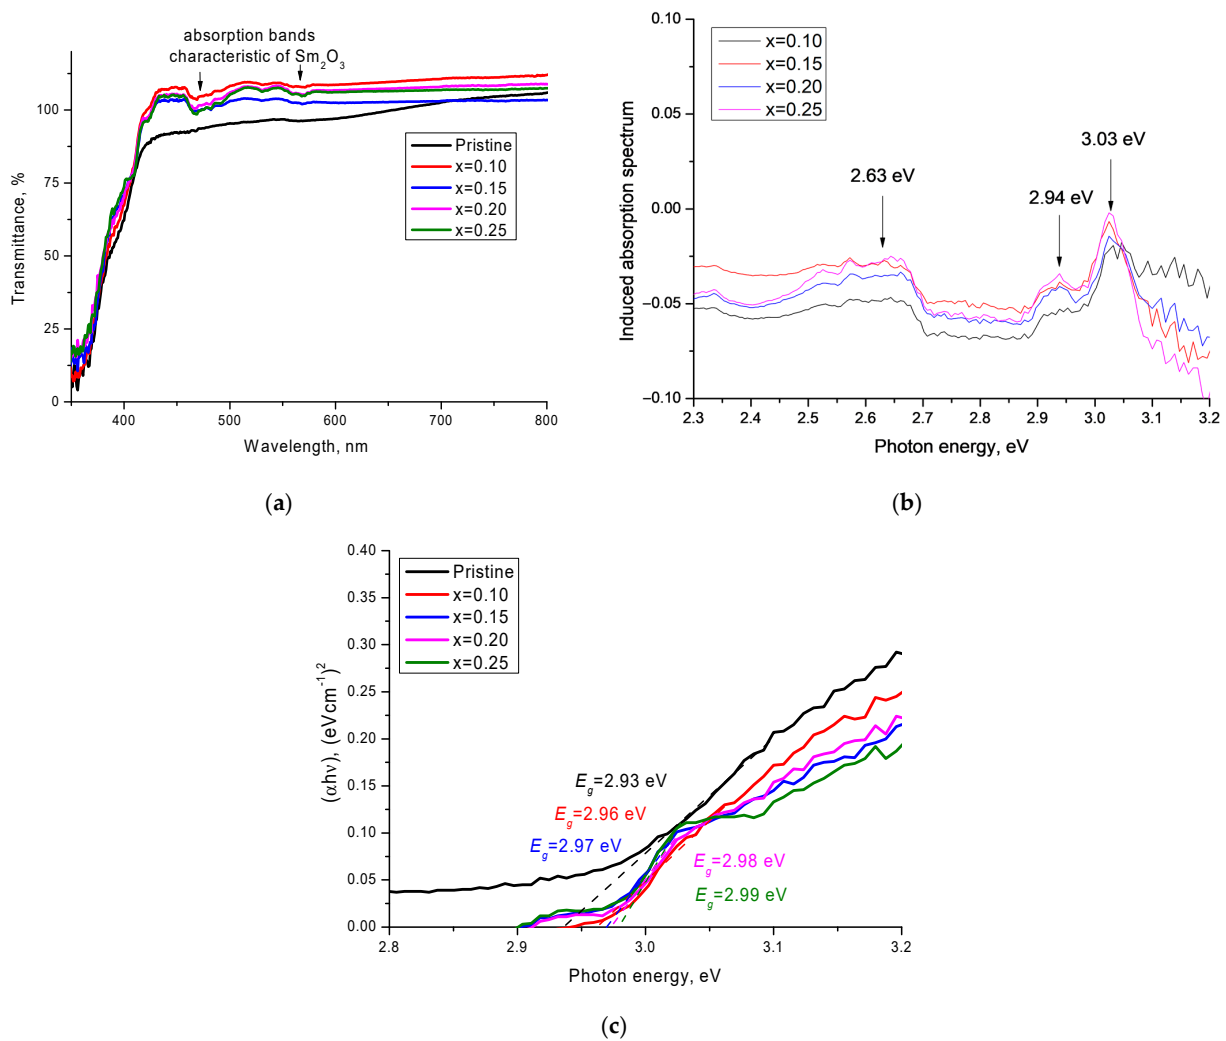 absorption bands
characteristic of Sm2O3
Transmittance, %
100
75
50
25
0
400
500
600
700
800
Wavelength, nm
Pristine
x=0.10
x=0.15
x=0.20
x=0.25
(a)
Induced absorption spectrum
0.10
0.05
0.00
−0.05
−0.10
x=0.10
x=0.15
x=0.20
x=0.25
2.63 eV
2.94 eV
3.03 eV
2.3
2.4
2.5
2.6
2.7
2.8
2.9
3.0
3.1
3.2
Photon energy, eV
(b)
(αhν), (eVcm⁻¹)²
0.40
0.35
0.30
0.25
0.20
0.15
0.10
0.05
0.00
Pristine
x=0.10
x=0.15
x=0.20
x=0.25
Eg=2.93 eV
Eg=2.96 eV
Eg=2.97 eV
Eg=2.98 eV
Eg=2.99 eV
2.8
2.9
3.0
3.1
3.2
Photon energy, eV
(c)